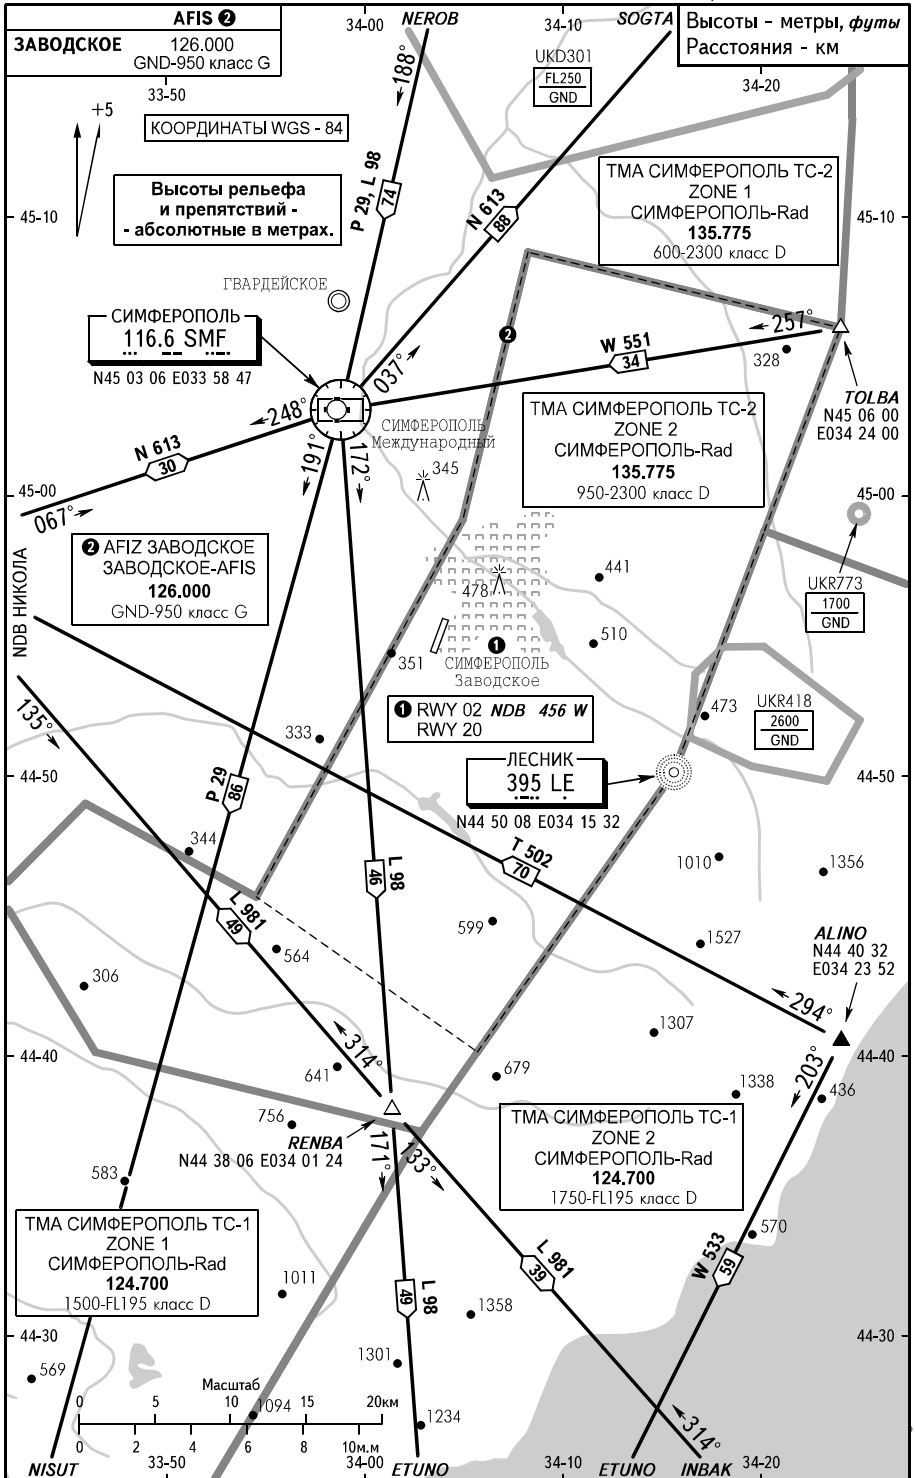 AFIS ❷
ЗАВОДСКОЕ 126.000
GND-950 класс G
34-00
NEROB
34-10
SOGTA
Высоты - метры, футы
Расстояния - км
33-50
34-20
+5
КООРДИНАТЫ WGS - 84
188°
UKD301
FL250
GND
Высоты рельефа
и препятствий -
- абсолютные в метрах.
P 29, L 98
74
N 613
88
ТМА СИМФЕРОПОЛЬ ТС-2
ZONE 1
СИМФЕРОПОЛЬ-Rad
135.775
600-2300 класс D
45-10
45-10
ГВАРДЕЙСКОЕ
СИМФЕРОПОЛЬ
116.6 SMF
N45 03 06 E033 58 47
037°
❷
W 551
34
257°
328
TOLBA
N45 06 00
E034 24 00
248°
N 613
30
067°
191°
172°
СИМФЕРОПОЛЬ
Международный
345
ТМА СИМФЕРОПОЛЬ ТС-2
ZONE 2
СИМФЕРОПОЛЬ-Rad
135.775
950-2300 класс D
45-00
45-00
❷ AFIZ ЗАВОДСКОЕ
ЗАВОДСКОЕ-AFIS
126.000
GND-950 класс G
NDB НИКОЛА
478
441
510
UKR773
1700
GND
❶
СИМФЕРОПОЛЬ
Заводское
351
❶ RWY 02 NDB 456 W
RWY 20
473
UKR418
2600
GND
135°
333
ЛЕСНИК
395 LE
N44 50 08 E034 15 32
44-50
44-50
P 29
86
344
L 98
46
T 502
70
1010
1356
L 981
49
564
599
1527
ALINO
N44 40 32
E034 23 52
306
294°
1307
314°
44-40
44-40
641
679
203°
1338
436
756
RENBA
N44 38 06 E034 01 24
171°
133°
ТМА СИМФЕРОПОЛЬ ТС-1
ZONE 2
СИМФЕРОПОЛЬ-Rad
124.700
1750-FL195 класс D
583
ТМА СИМФЕРОПОЛЬ ТС-1
ZONE 1
СИМФЕРОПОЛЬ-Rad
124.700
1500-FL195 класс D
570
W 533
59
L 981
39
1011
L 98
49
1358
44-30
44-30
569
1301
Масштаб
0 5 10 15 20км
1094
1234
0 2 4 6 8 10м.м
314°
NISUT
33-50
34-00
ETUNO
34-10
ETUNO
INBAK
34-20